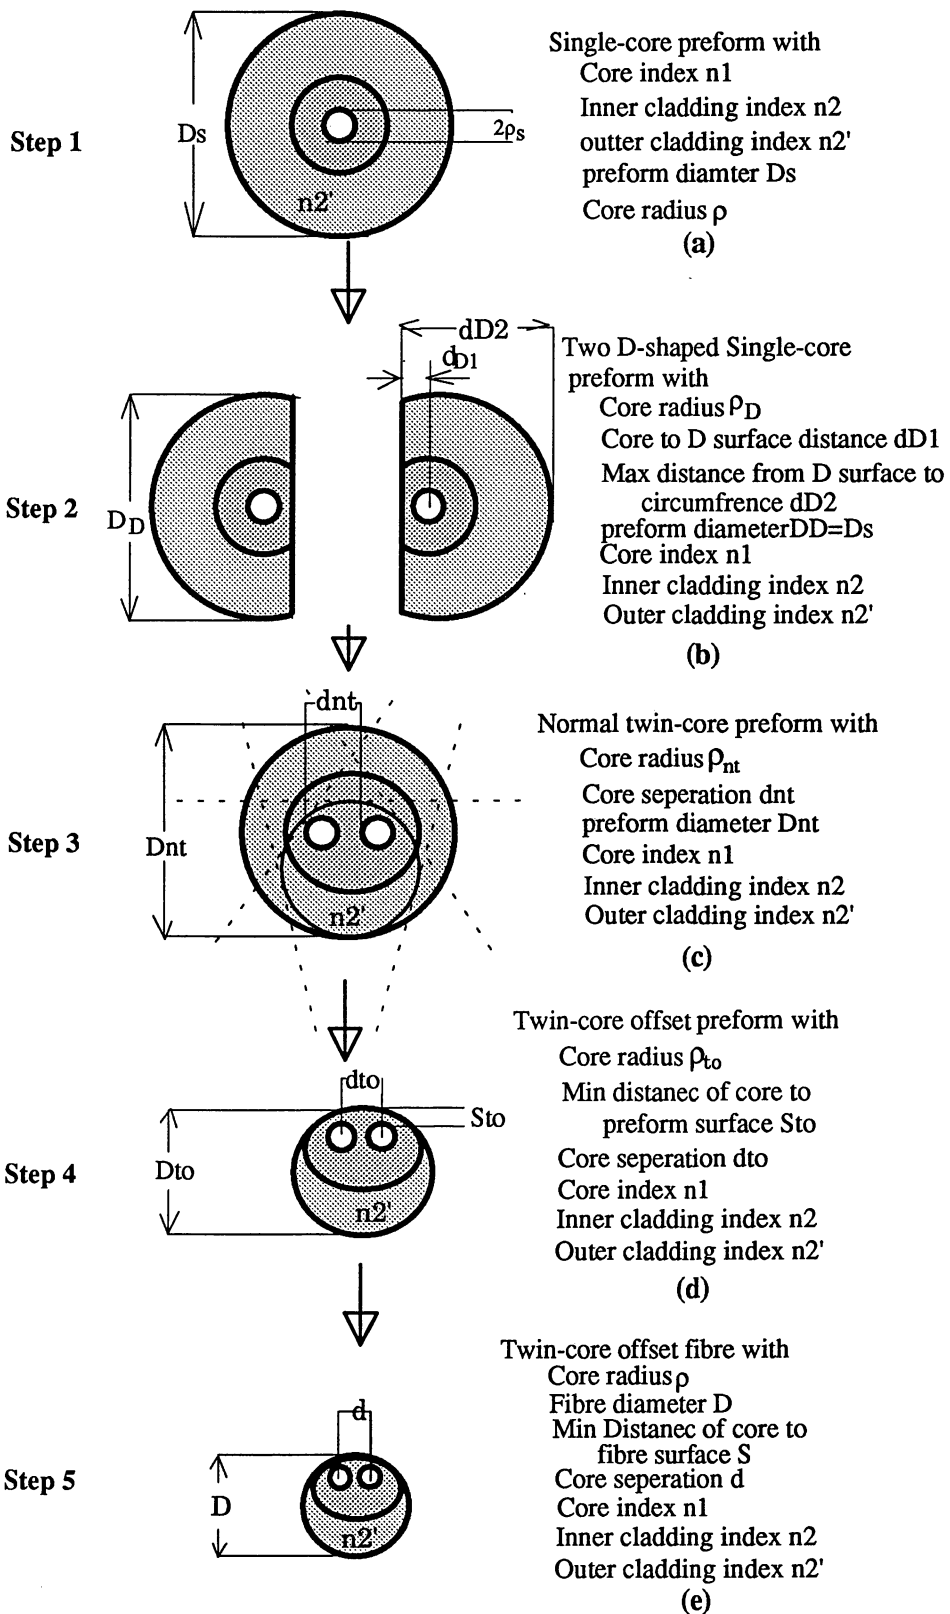 Step 1
Ds
2ρs
n2'
Single-core preform with
Core index n1
Inner cladding index n2
outter cladding index n2'
preform diamter Ds
Core radius ρ
(a)
Step 2
DD
dD2
dD1
Two D-shaped Single-core
preform with
Core radius ρD
Core to D surface distance dD1
Max distance from D surface to
circumfrence dD2
preform diameterDD=Ds
Core index n1
Inner cladding index n2
Outer cladding index n2'
(b)
Step 3
dnt
Dnt
n2'
Normal twin-core preform with
Core radius ρnt
Core seperation dnt
preform diameter Dnt
Core index n1
Inner cladding index n2
Outer cladding index n2'
(c)
Step 4
dto
Sto
Dto
n2'
Twin-core offset preform with
Core radius ρto
Min distanec of core to
preform surface Sto
Core seperation dto
Core index n1
Inner cladding index n2
Outer cladding index n2'
(d)
Step 5
d
D
n2'
Twin-core offset fibre with
Core radius ρ
Fibre diameter D
Min Distanec of core to
fibre surface S
Core seperation d
Core index n1
Inner cladding index n2
Outer cladding index n2'
(e)